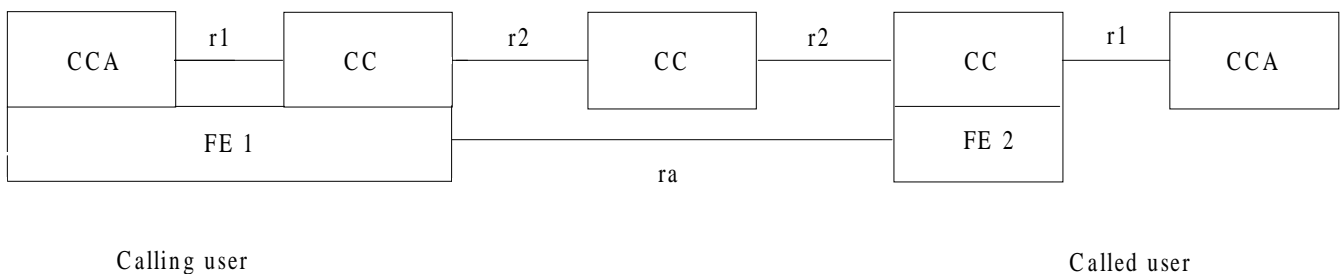 r1 r2 r2 r1
CCA CC CC CC CCA
FE 1 FE 2
ra
Calling user Called user